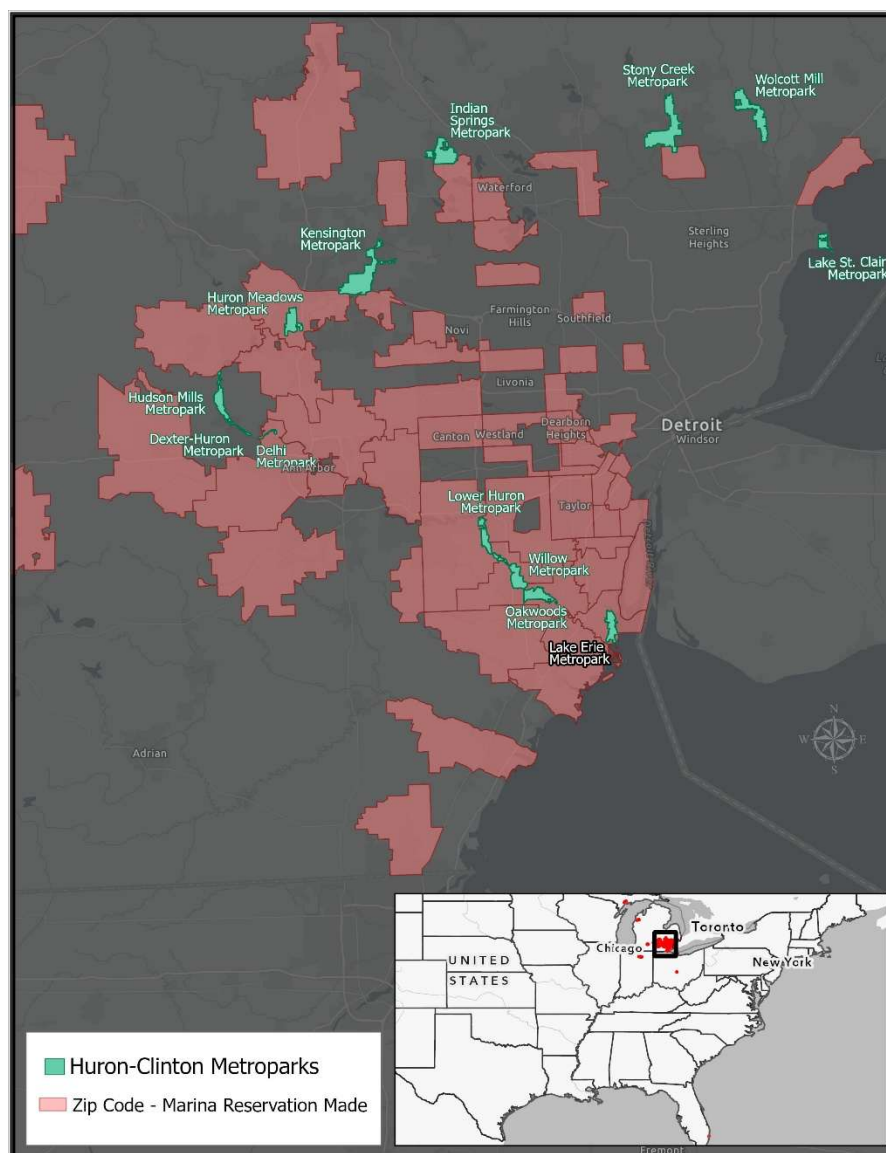 Stony Creek
Metropark
Wolcott Mill
Metropark
Indian
Springs
Metropark
Waterford
Kensington
Metropark
Sterling
Heights
Lake St. Clair
Metropark
Huron Meadows
Metropark
Farmington
Hills
Southfield
Novi
Livonia
Hudson Mills
Metropark
Detroit
Windsor
Dearborn
Heights
Canton
Westland
Dexter-Huron
Metropark
Delhi
Metropark
Ann Arbor
Lower Huron
Metropark
Taylor
Willow
Metropark
Oakwoods
Metropark
Lake Erie
Metropark
N
W E
S
Adrian
Toronto
Chicago
UNITED
STATES
New York
Huron-Clinton Metroparks
Zip Code - Marina Reservation Made
Fremont